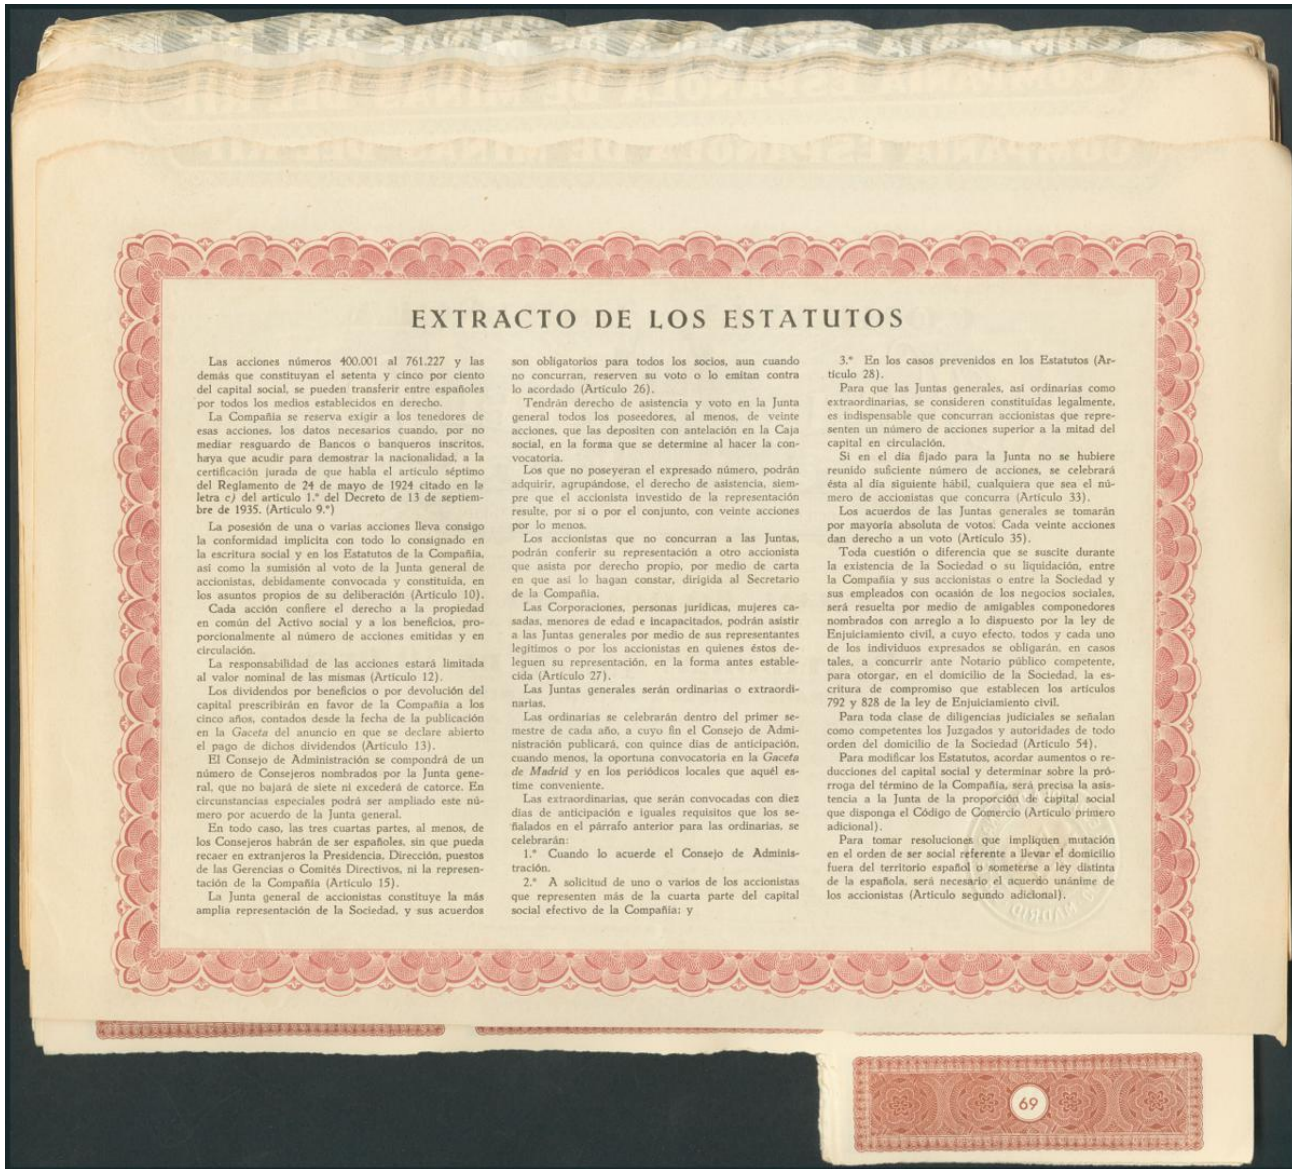 COMPAÑIA ESPAÑOLA DE MINAS DEL RIF
COMPAÑIA ESPAÑOLA DE MINAS DEL RIF
COMPAÑIA ESPAÑOLA DE MINAS DEL RIF
EXTRACTO DE LOS ESTATUTOS
Las acciones números 400.001 al 761.227 y las
demás que constituyan el setenta y cinco por ciento
del capital social, se pueden transferir entre españoles
por todos los medios establecidos en derecho.
La Compañía se reserva exigir a los tenedores de
esas acciones, los datos necesarios cuando, por no
mediar resguardo de Bancos o banqueros inscritos,
haya que acudir para demostrar la nacionalidad, a la
certificación jurada de que habla el artículo séptimo
del Reglamento de 24 de mayo de 1924 citado en la
letra c) del artículo 1.º del Decreto de 13 de septiem-
bre de 1935. (Artículo 9.º)
La posesión de una o varias acciones lleva consigo
la conformidad implícita con todo lo consignado en
la escritura social y en los Estatutos de la Compañía,
así como la sumisión al voto de la Junta general de
accionistas, debidamente convocada y constituida, en
los asuntos propios de su deliberación (Artículo 10).
Cada acción confiere el derecho a la propiedad
en común del Activo social y a los beneficios, pro-
porcionalmente al número de acciones emitidas y en
circulación.
La responsabilidad de las acciones estará limitada
al valor nominal de las mismas (Artículo 12).
Los dividendos por beneficios o por devolución del
capital prescribirán en favor de la Compañía a los
cinco años, contados desde la fecha de la publicación
en la Gaceta del anuncio en que se declare abierto
el pago de dichos dividendos (Artículo 13).
El Consejo de Administración se compondrá de un
número de Consejeros nombrados por la Junta gene-
ral, que no bajará de siete ni excederá de catorce. En
circunstancias especiales podrá ser ampliado este nú-
mero por acuerdo de la Junta general.
En todo caso, las tres cuartas partes, al menos, de
los Consejeros habrán de ser españoles, sin que pueda
recaer en extranjeros la Presidencia, Dirección, puestos
de las Gerencias o Comités Directivos, ni la represen-
tación de la Compañía (Artículo 15).
La Junta general de accionistas constituye la más
amplia representación de la Sociedad, y sus acuerdos
son obligatorios para todos los socios, aun cuando
no concurran, reserven su voto o lo emitan contra
lo acordado (Artículo 26).
Tendrán derecho de asistencia y voto en la Junta
general todos los poseedores, al menos, de veinte
acciones, que las depositen con antelación en la Caja
social, en la forma que se determine al hacer la con-
vocatoria.
Los que no poseyeran el expresado número, podrán
adquirir, agrupándose, el derecho de asistencia, siem-
pre que el accionista investido de la representación
resulte, por sí o por el conjunto, con veinte acciones
por lo menos.
Los accionistas que no concurran a las Juntas,
podrán conferir su representación a otro accionista
que asista por derecho propio, por medio de carta
en que así lo hagan constar, dirigida al Secretario
de la Compañía.
Las Corporaciones, personas jurídicas, mujeres ca-
sadas, menores de edad e incapacitados, podrán asistir
a las Juntas generales por medio de sus representantes
legítimos o por los accionistas en quienes éstos de-
leguen su representación, en la forma antes estable-
cida (Artículo 27).
Las Juntas generales serán ordinarias o extraordi-
narias.
Las ordinarias se celebrarán dentro del primer se-
mestre de cada año, a cuyo fin el Consejo de Admi-
nistración publicará, con quince días de anticipación,
cuando menos, la oportuna convocatoria en la Gaceta
de Madrid y en los periódicos locales que aquél es-
time conveniente.
Las extraordinarias, que serán convocadas con diez
días de anticipación e iguales requisitos que los se-
ñalados en el párrafo anterior para las ordinarias, se
celebrarán:
1.º Cuando lo acuerde el Consejo de Adminis-
tración.
2.º A solicitud de uno o varios de los accionistas
que representen más de la cuarta parte del capital
social efectivo de la Compañía; y
3.º En los casos prevenidos en los Estatutos (Ar-
tículo 28).
Para que las Juntas generales, así ordinarias como
extraordinarias, se consideren constituidas legalmente,
es indispensable que concurran accionistas que repre-
senten un número de acciones superior a la mitad del
capital en circulación.
Si en el día fijado para la Junta no se hubiere
reunido suficiente número de acciones, se celebrará
ésta al día siguiente hábil, cualquiera que sea el nú-
mero de accionistas que concurra (Artículo 33).
Los acuerdos de las Juntas generales se tomarán
por mayoría absoluta de votos. Cada veinte acciones
dan derecho a un voto (Artículo 35).
Toda cuestión o diferencia que se suscite durante
la existencia de la Sociedad o su liquidación, entre
la Compañía y sus accionistas o entre la Sociedad y
sus empleados con ocasión de los negocios sociales,
será resuelta por medio de amigables componedores
nombrados con arreglo a lo dispuesto por la ley de
Enjuiciamiento civil, a cuyo efecto, todos y cada uno
de los individuos expresados se obligarán, en casos
tales, a concurrir ante Notario público competente,
para otorgar, en el domicilio de la Sociedad, la es-
critura de compromiso que establecen los artículos
792 y 828 de la ley de Enjuiciamiento civil.
Para toda clase de diligencias judiciales se señalan
como competentes los Juzgados y autoridades de todo
orden del domicilio de la Sociedad (Artículo 54).
Para modificar los Estatutos, acordar aumentos o re-
ducciones del capital social y determinar sobre la pró-
rroga del término de la Compañía, será precisa la asis-
tencia a la Junta de la proporción de capital social
que disponga el Código de Comercio (Artículo primero
adicional).
Para tomar resoluciones que impliquen mutación
en el orden de ser social referente a llevar el domicilio
fuera del territorio español o someterse a ley distinta
de la española, será necesario el acuerdo unánime de
los accionistas (Artículo segundo adicional).
MADRID
69